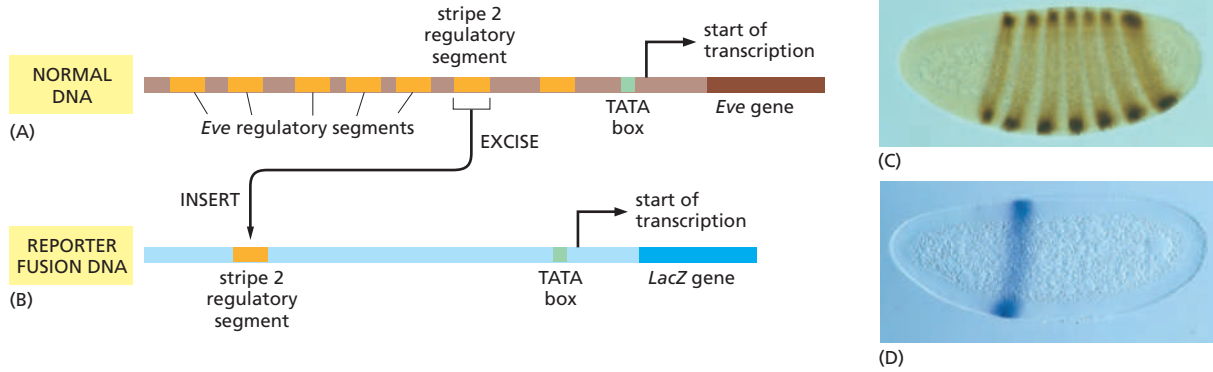 stripe 2
regulatory
segment
start of
transcription
NORMAL
DNA
TATA
box
Eve gene
Eve regulatory segments
(A)
EXCISE
INSERT
start of
transcription
REPORTER
FUSION DNA
stripe 2
regulatory
segment
TATA
box
LacZ gene
(B)
(C)
(D)